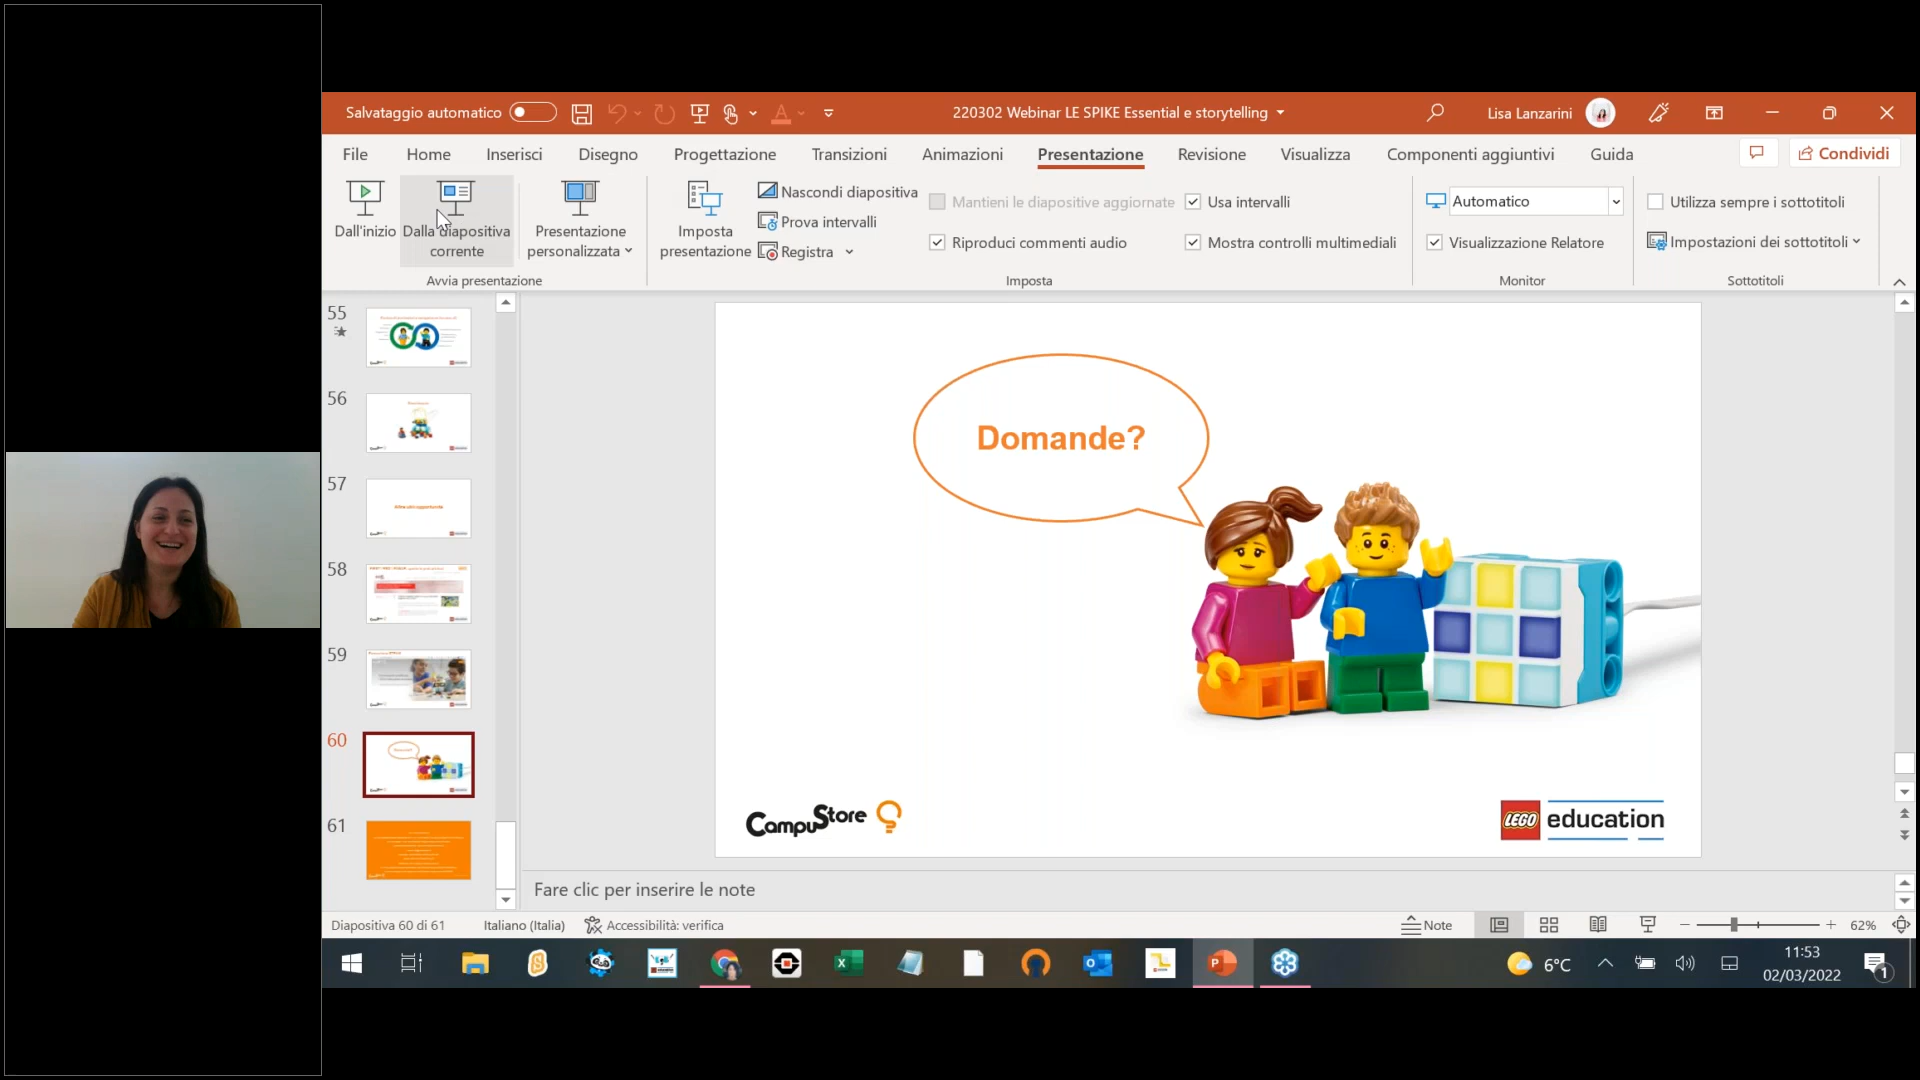 Salvataggio automatico
220302 Webinar LE SPIKE Essential e storytelling
Lisa Lanzarini
File Home Inserisci Disegno Progettazione Transizioni Animazioni Presentazione Revisione Visualizza Componenti aggiuntivi Guida
Condividi
Dall'inizio
Dalla diapositiva
corrente
Presentazione
personalizzata
Avvia presentazione
Imposta
presentazione
Nascondi diapositiva
Prova intervalli
Registra
Mantieni le diapositive aggiornate
Riproduci commenti audio
Usa intervalli
Mostra controlli multimediali
Imposta
Automatico
Visualizzazione Relatore
Monitor
Utilizza sempre i sottotitoli
Impostazioni dei sottotitoli
Sottotitoli
55
56
57
Altre utili opportunità
58
59
60
61
Domande?
CampuStore
LEGO education
Fare clic per inserire le note
Diapositiva 60 di 61
Italiano (Italia)
Accessibilità: verifica
Note
62%
6°C
11:53
02/03/2022
1